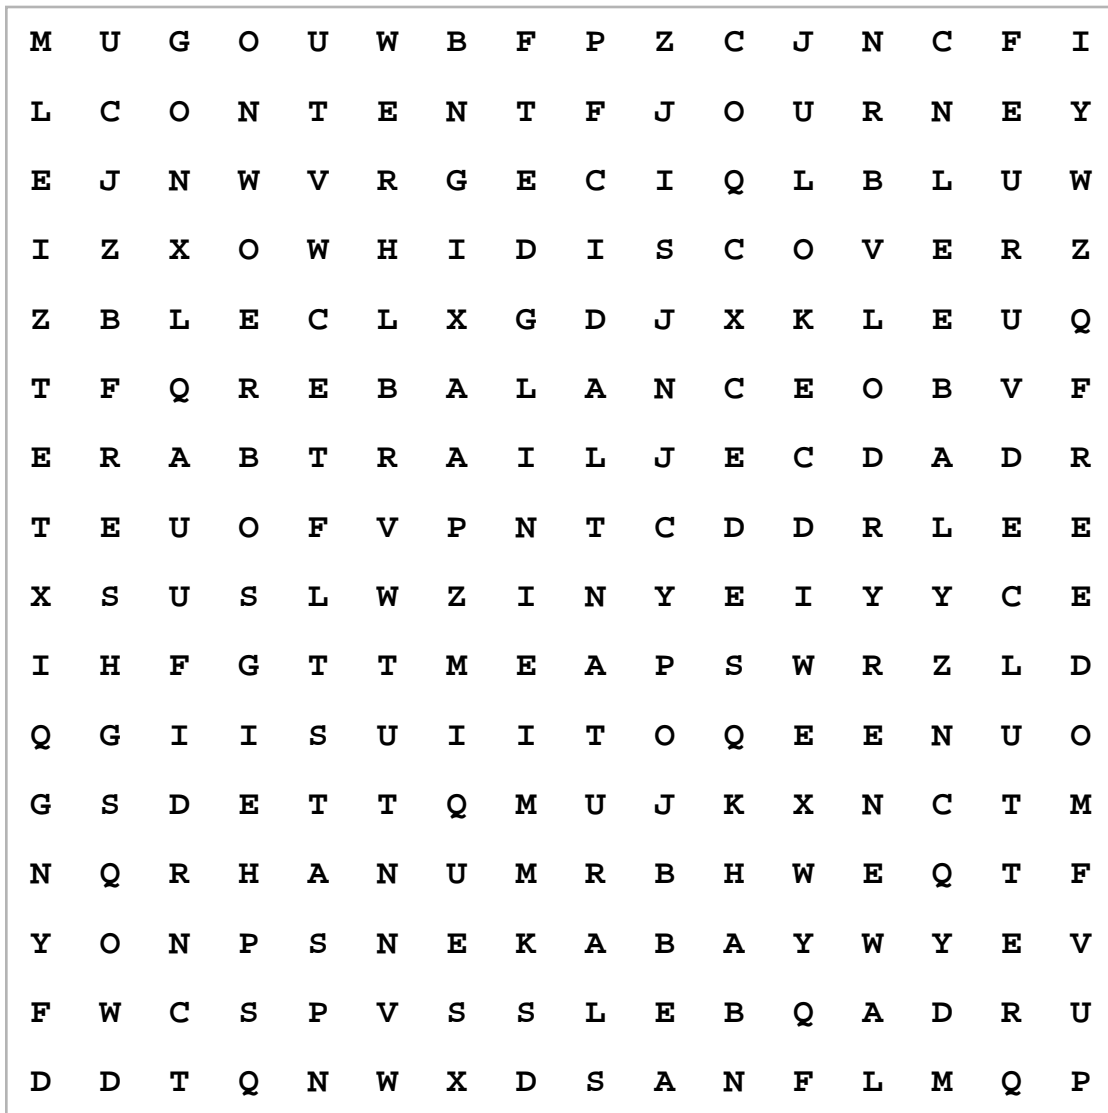 M U G O U W B F P Z C J N C F I
L C O N T E N T F J O U R N E Y
E J N W V R G E C I Q L B L U W
I Z X O W H I D I S C O V E R Z
Z B L E C L X G D J X K L E U Q
T F Q R E B A L A N C E O B V F
E R A B T R A I L J E C D A D R
T E U O F V P N T C D D R L E E
X S U S L W Z I N Y E I Y Y C E
I H F G T T M E A P S W R Z L D
Q G I I S U I I T O Q E E N U O
G S D E T T Q M U J K X N C T M
N Q R H A N U M R B H W E Q T F
Y O N P S N E K A B A Y W Y E V
F W C S P V S S L E B Q A D R U
D D T Q N W X D S A N F L M Q P